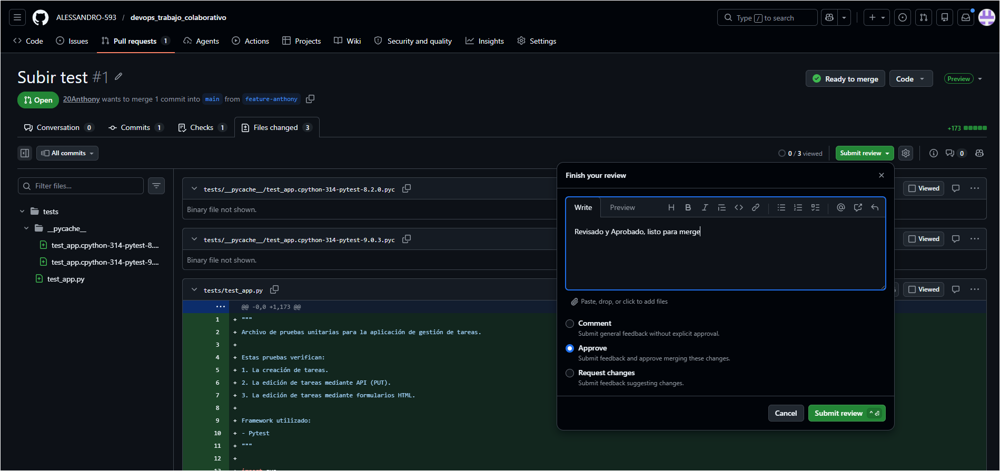 ALESSANDRO-593 / devops_trabajo_colaborativo
Type / to search
Code
Issues
Pull requests 1
Agents
Actions
Projects
Wiki
Security and quality
Insights
Settings
Subir test #1
Ready to merge
Code
Preview
Open
20Anthony wants to merge 1 commit into main from feature-anthony
Conversation 0
Commits 1
Checks 1
Files changed 3
+173
All commits
0 / 3 viewed
Submit review
0
Filter files...
tests
__pycache__
test_app.cpython-314-pytest-8....
test_app.cpython-314-pytest-9....
test_app.py
tests/__pycache__/test_app.cpython-314-pytest-8.2.0.pyc
Viewed
Binary file not shown.
tests/__pycache__/test_app.cpython-314-pytest-9.0.3.pyc
Viewed
Binary file not shown.
tests/test_app.py
Viewed
@@ -0,0 +1,173 @@
1 + """
2 + Archivo de pruebas unitarias para la aplicación de gestión de tareas.
3 +
4 + Estas pruebas verifican:
5 + 1. La creación de tareas.
6 + 2. La edición de tareas mediante API (PUT).
7 + 3. La edición de tareas mediante formularios HTML.
8 +
9 + Framework utilizado:
10 + - Pytest
11 + """
12 +
Finish your review
Write
Preview
Revisado y Aprobado, listo para merge
Paste, drop, or click to add files
Comment
Submit general feedback without explicit approval.
Approve
Submit feedback and approve merging these changes.
Request changes
Submit feedback suggesting changes.
Cancel
Submit review